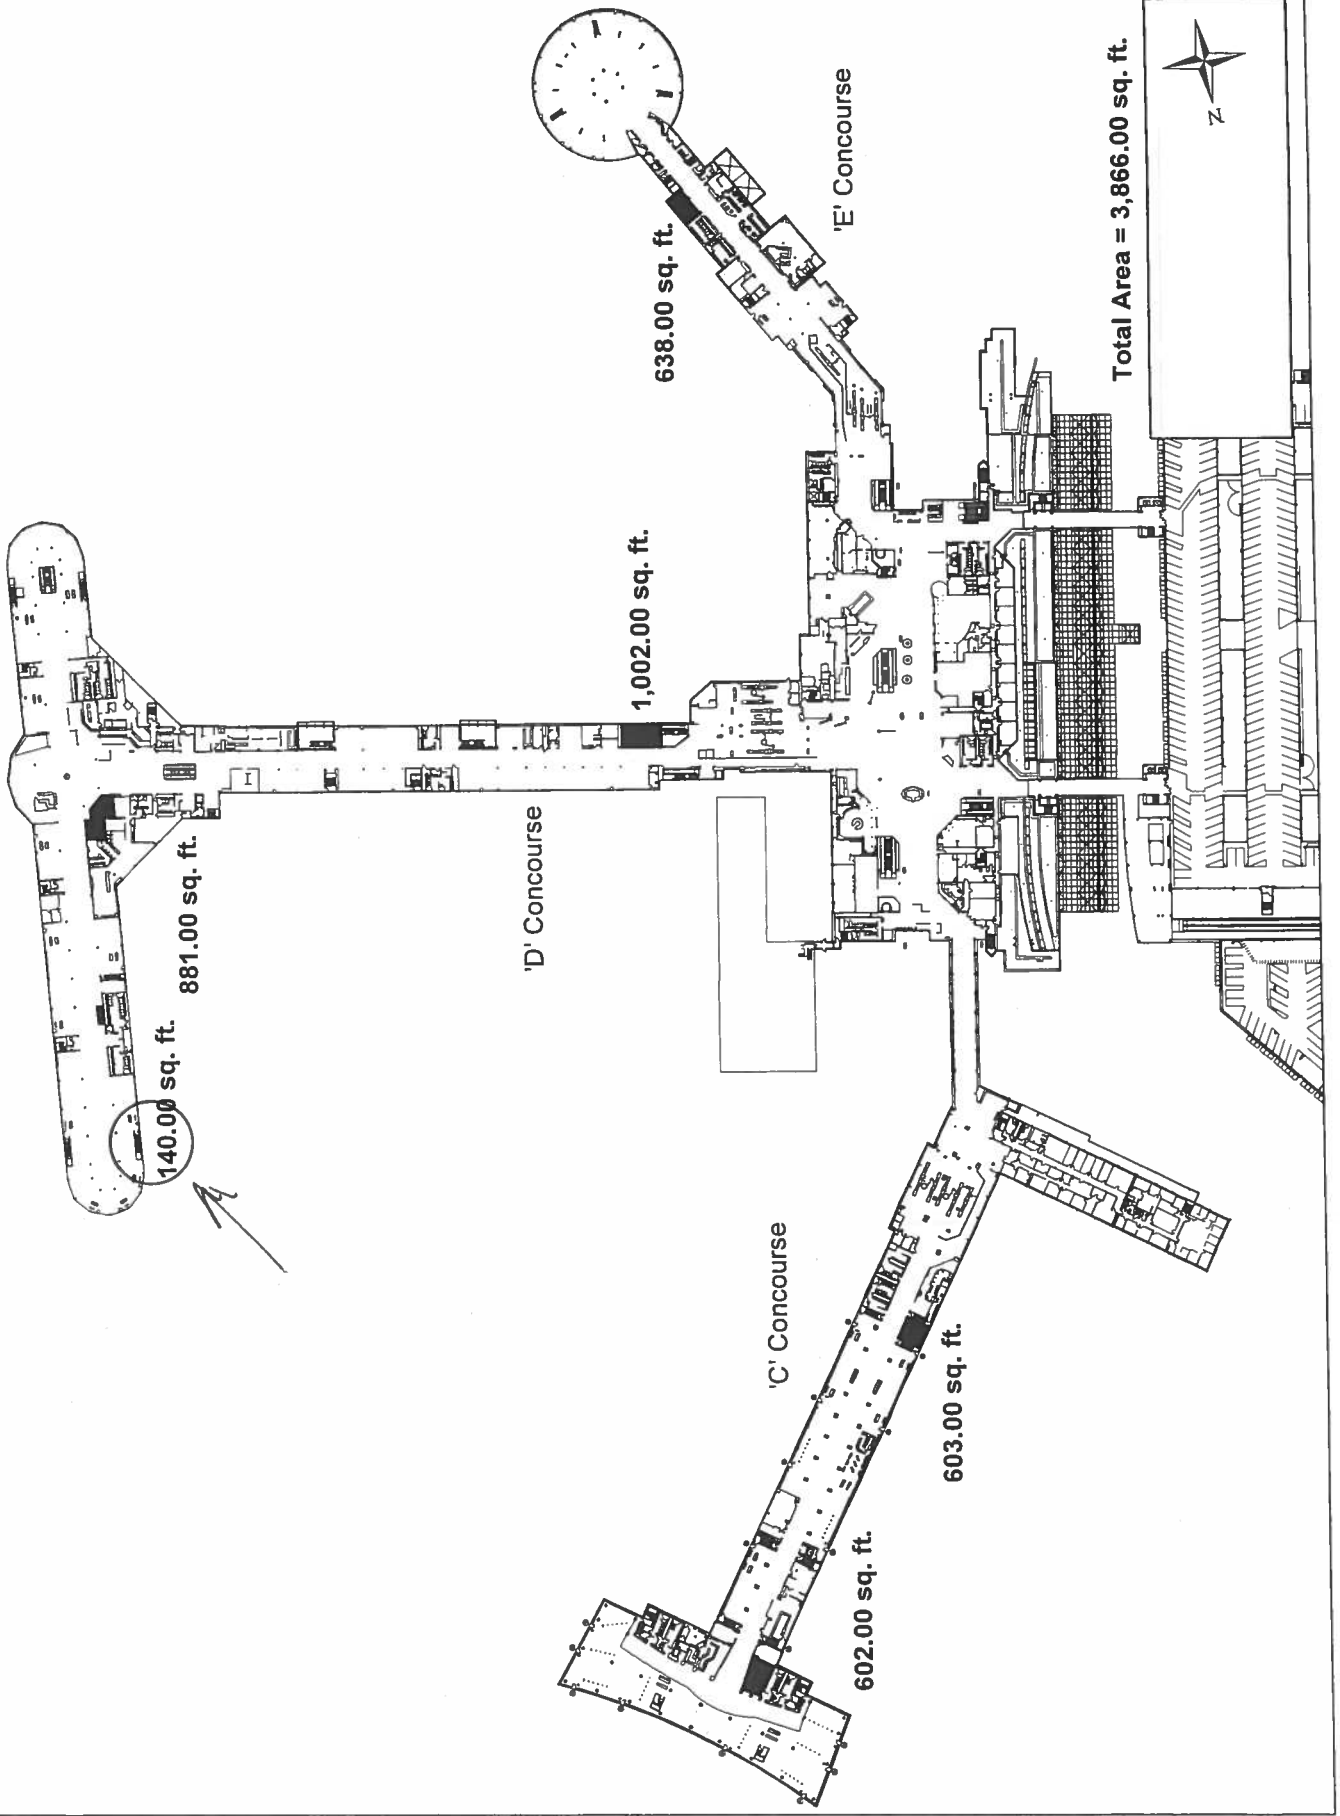 'E' Concourse
638.00 sq. ft.
Total Area = 3,866.00 sq. ft.
N
1,002.00 sq. ft.
881.00 sq. ft.
'D' Concourse
140.00 sq. ft.
'C' Concourse
603.00 sq. ft.
602.00 sq. ft.